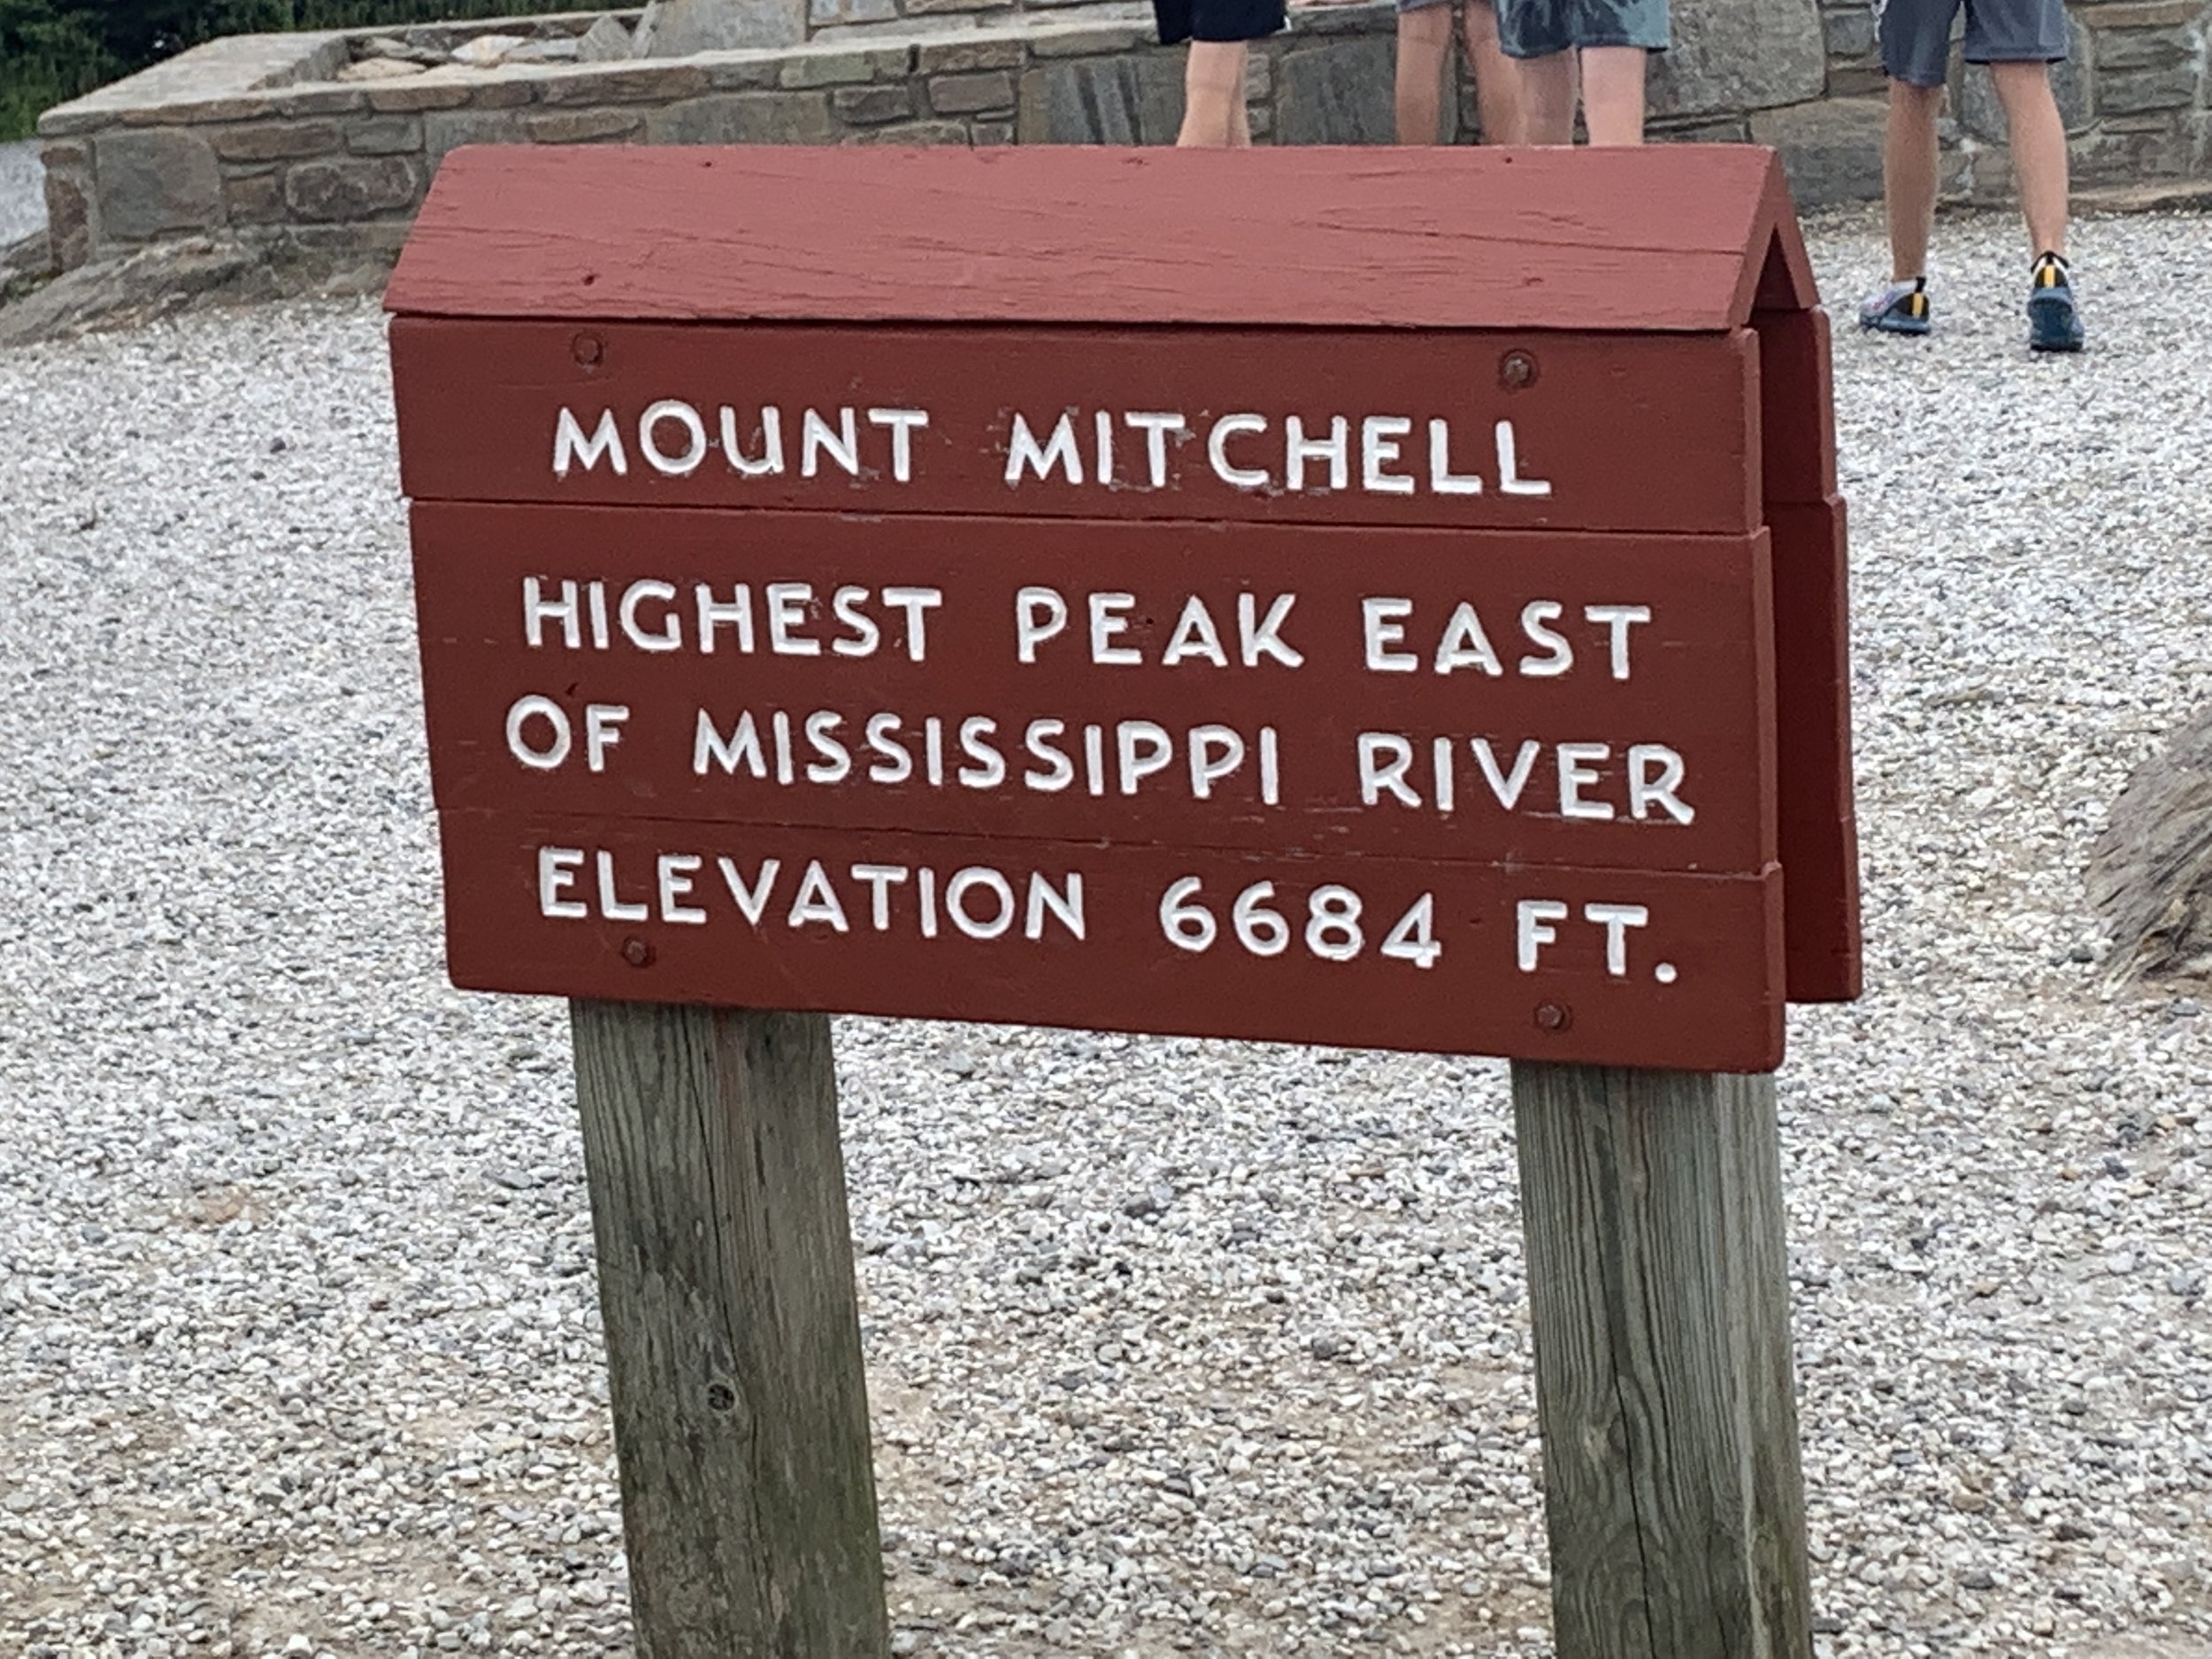 MOUNT MITCHELL
HIGHEST PEAK EAST
OF MISSISSIPPI RIVER
ELEVATION 6684 FT.